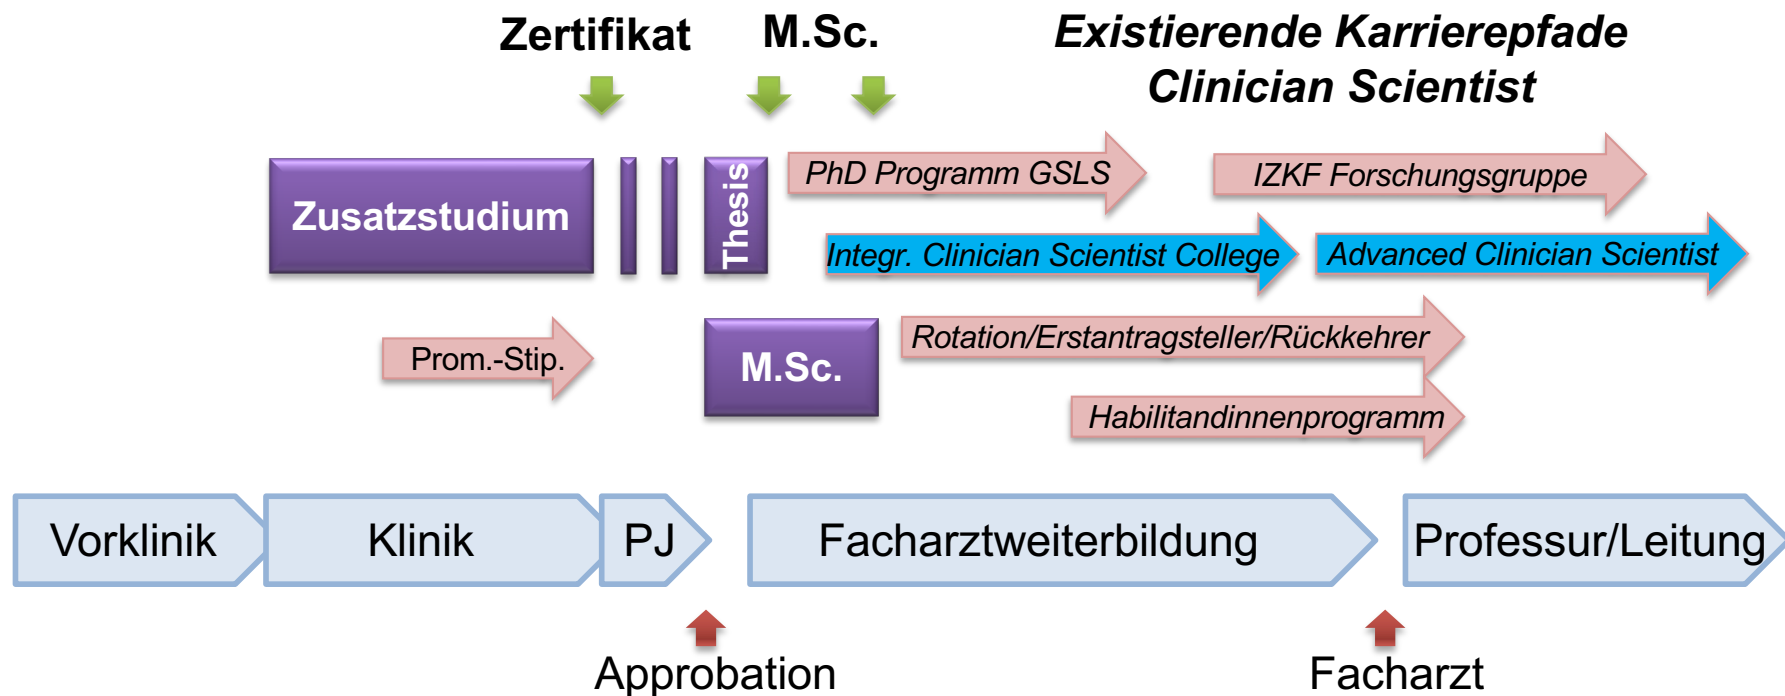 Zertifikat
M.Sc.
Existierende Karrierepfade
Clinician Scientist
Zusatzstudium
Thesis
PhD Programm GSLS
IZKF Forschungsgruppe
Integr. Clinician Scientist College
Advanced Clinician Scientist
Prom.-Stip.
M.Sc.
Rotation/Erstantragsteller/Rückkehrer
Habilitandinnenprogramm
Vorklinik
Klinik
PJ
Facharztweiterbildung
Professur/Leitung
Approbation
Facharzt